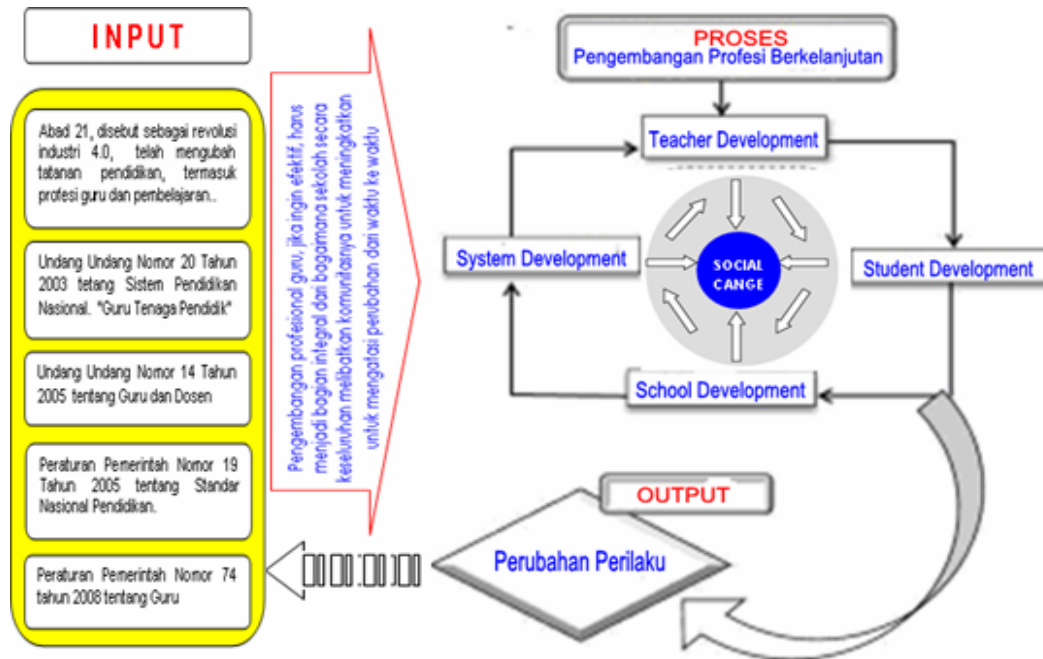 INPUT
Abad 21, disebut sebagai revolusi
industri 4.0, telah mengubah
tatanan pendidikan, termasuk
profesi guru dan pembelajaran..
Undang Undang Nomor 20 Tahun
2003 tetang Sistem Pendidikan
Nasional. "Guru Tenaga Pendidik"
Undang Undang Nomor 14 Tahun
2005 tentang Guru dan Dosen
Peraturan Pemerintah Nomor 19
Tahun 2005 tentang Standar
Nasional Pendidikan.
Peraturan Pemerintah Nomor 74
tahun 2008 tentang Guru
Pengembangan profesional guru, jika ingin efektif, harus
menjadi bagian integral dari bagaimana sekolah secara
keseluruhan melibatkan komunitasnya untuk meningkatkan
untuk mengatasi perubahan dari waktu ke waktu
PROSES
Pengembangan Profesi Berkelanjutan
Teacher Development
System Development
SOCIAL
CANGE
Student Development
School Development
OUTPUT
Perubahan Perilaku